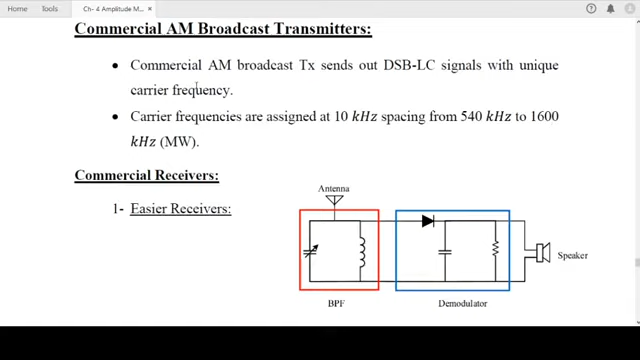 Home Tools Ch- 4 Amplitude M... ×
Commercial AM Broadcast Transmitters:
• Commercial AM broadcast Tx sends out DSB-LC signals with unique
carrier frequency.
• Carrier frequencies are assigned at 10 kHz spacing from 540 kHz to 1600
kHz (MW).
Commercial Receivers:
1- Easier Receivers:
Antenna
Speaker
BPF
Demodulator